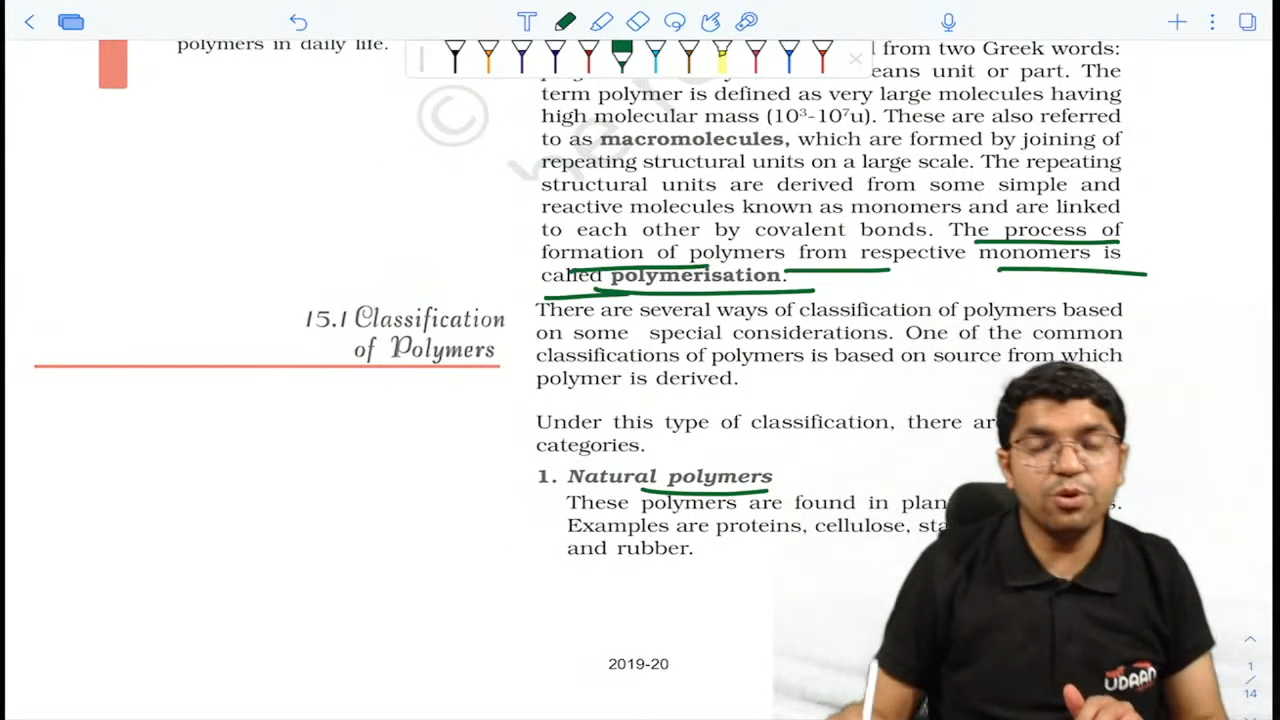 polymers in daily life.
from two Greek words:
eans unit or part. The
term polymer is defined as very large molecules having
high molecular mass (10³-10⁷u). These are also referred
to as macromolecules, which are formed by joining of
repeating structural units on a large scale. The repeating
structural units are derived from some simple and
reactive molecules known as monomers and are linked
to each other by covalent bonds. The process of
formation of polymers from respective monomers is
called polymerisation.
15.1 Classification
of Polymers
There are several ways of classification of polymers based
on some special considerations. One of the common
classifications of polymers is based on source from which
polymer is derived.
Under this type of classification, there are
categories.
1. Natural polymers
These polymers are found in plan
Examples are proteins, cellulose, sta
and rubber.
2019-20
UDAAN
1
/
14